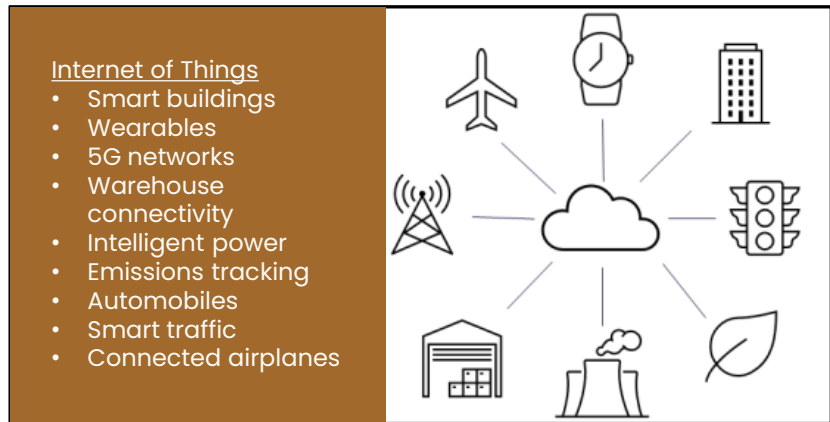 Internet of Things
• Smart buildings
• Wearables
• 5G networks
• Warehouse
connectivity
• Intelligent power
• Emissions tracking
• Automobiles
• Smart traffic
• Connected airplanes